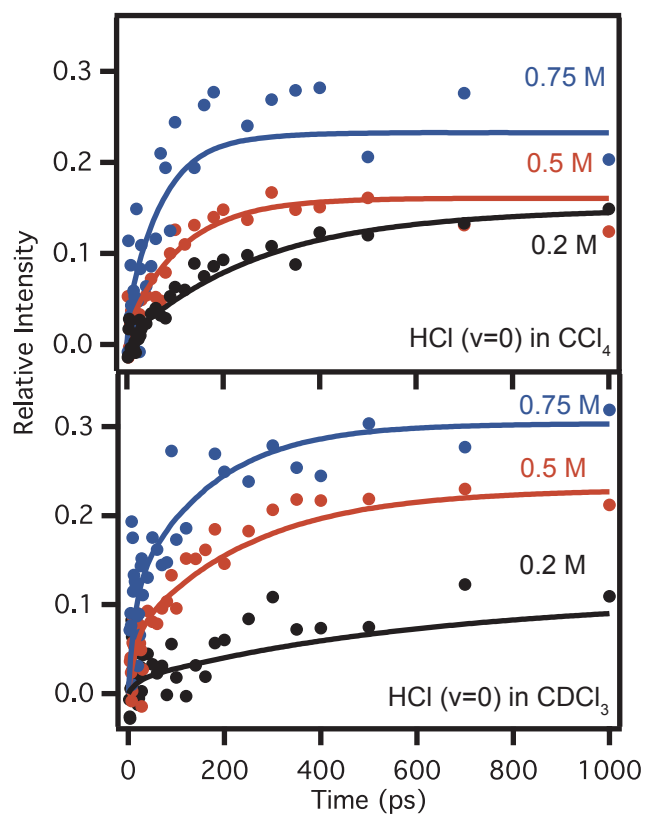 0.3
0.2
0.1
0.0
0.75 M
0.5 M
0.2 M
HCl (v=0) in CCl₄
Relative Intensity
0.3
0.2
0.1
0.0
0.75 M
0.5 M
0.2 M
HCl (v=0) in CDCl₃
0 200 400 600 800 1000
Time (ps)